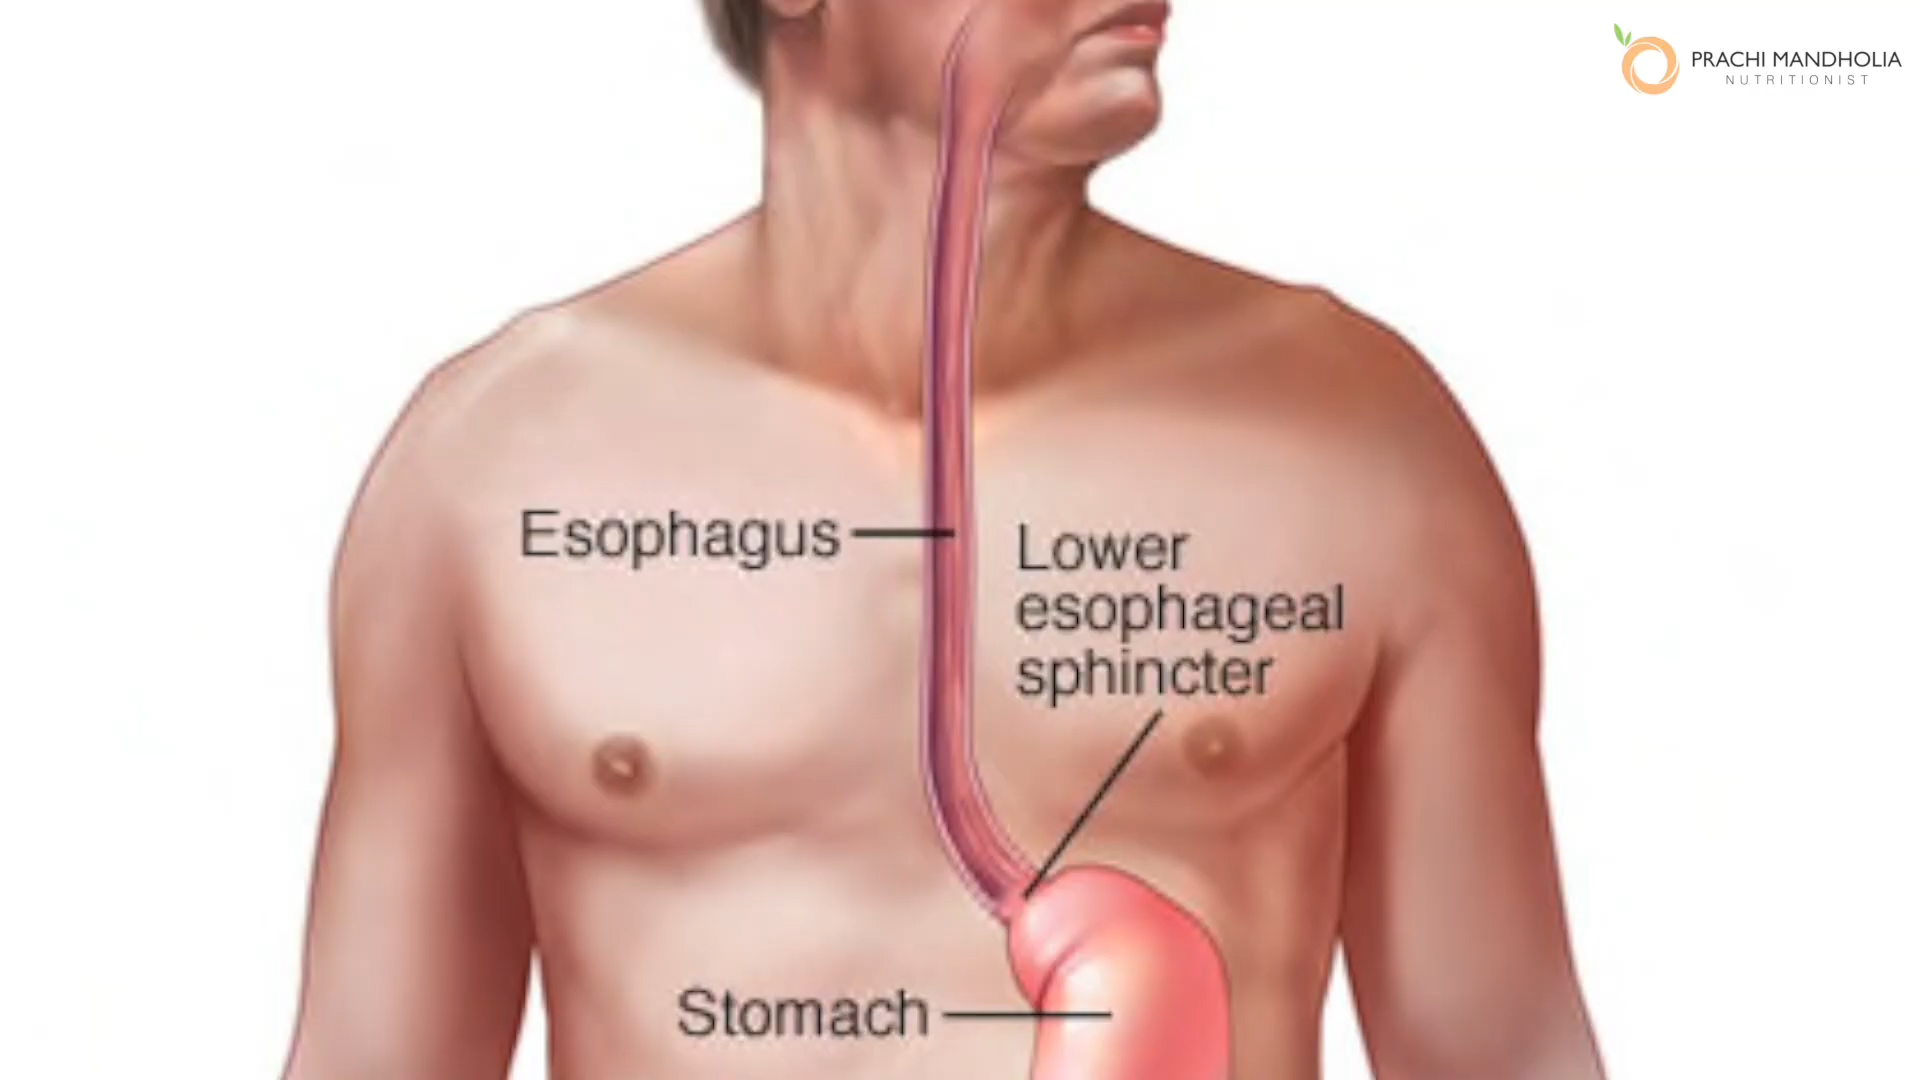 PRACHI MANDHOLIA
NUTRITIONIST
Esophagus
Lower
esophageal
sphincter
Stomach